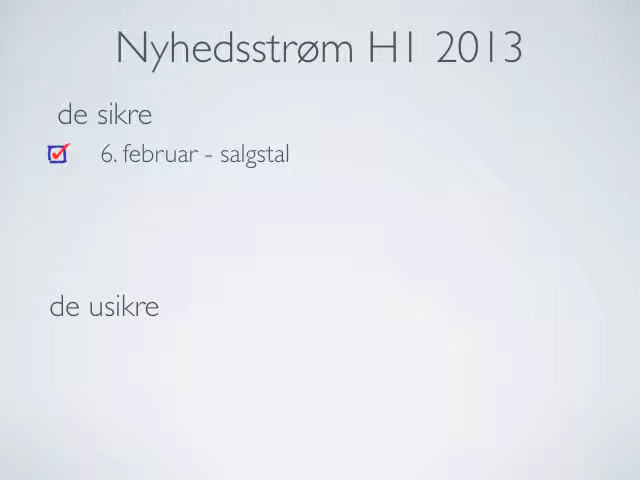 Nyhedsstrøm H1 2013
de sikre
6. februar - salgstal
de usikre